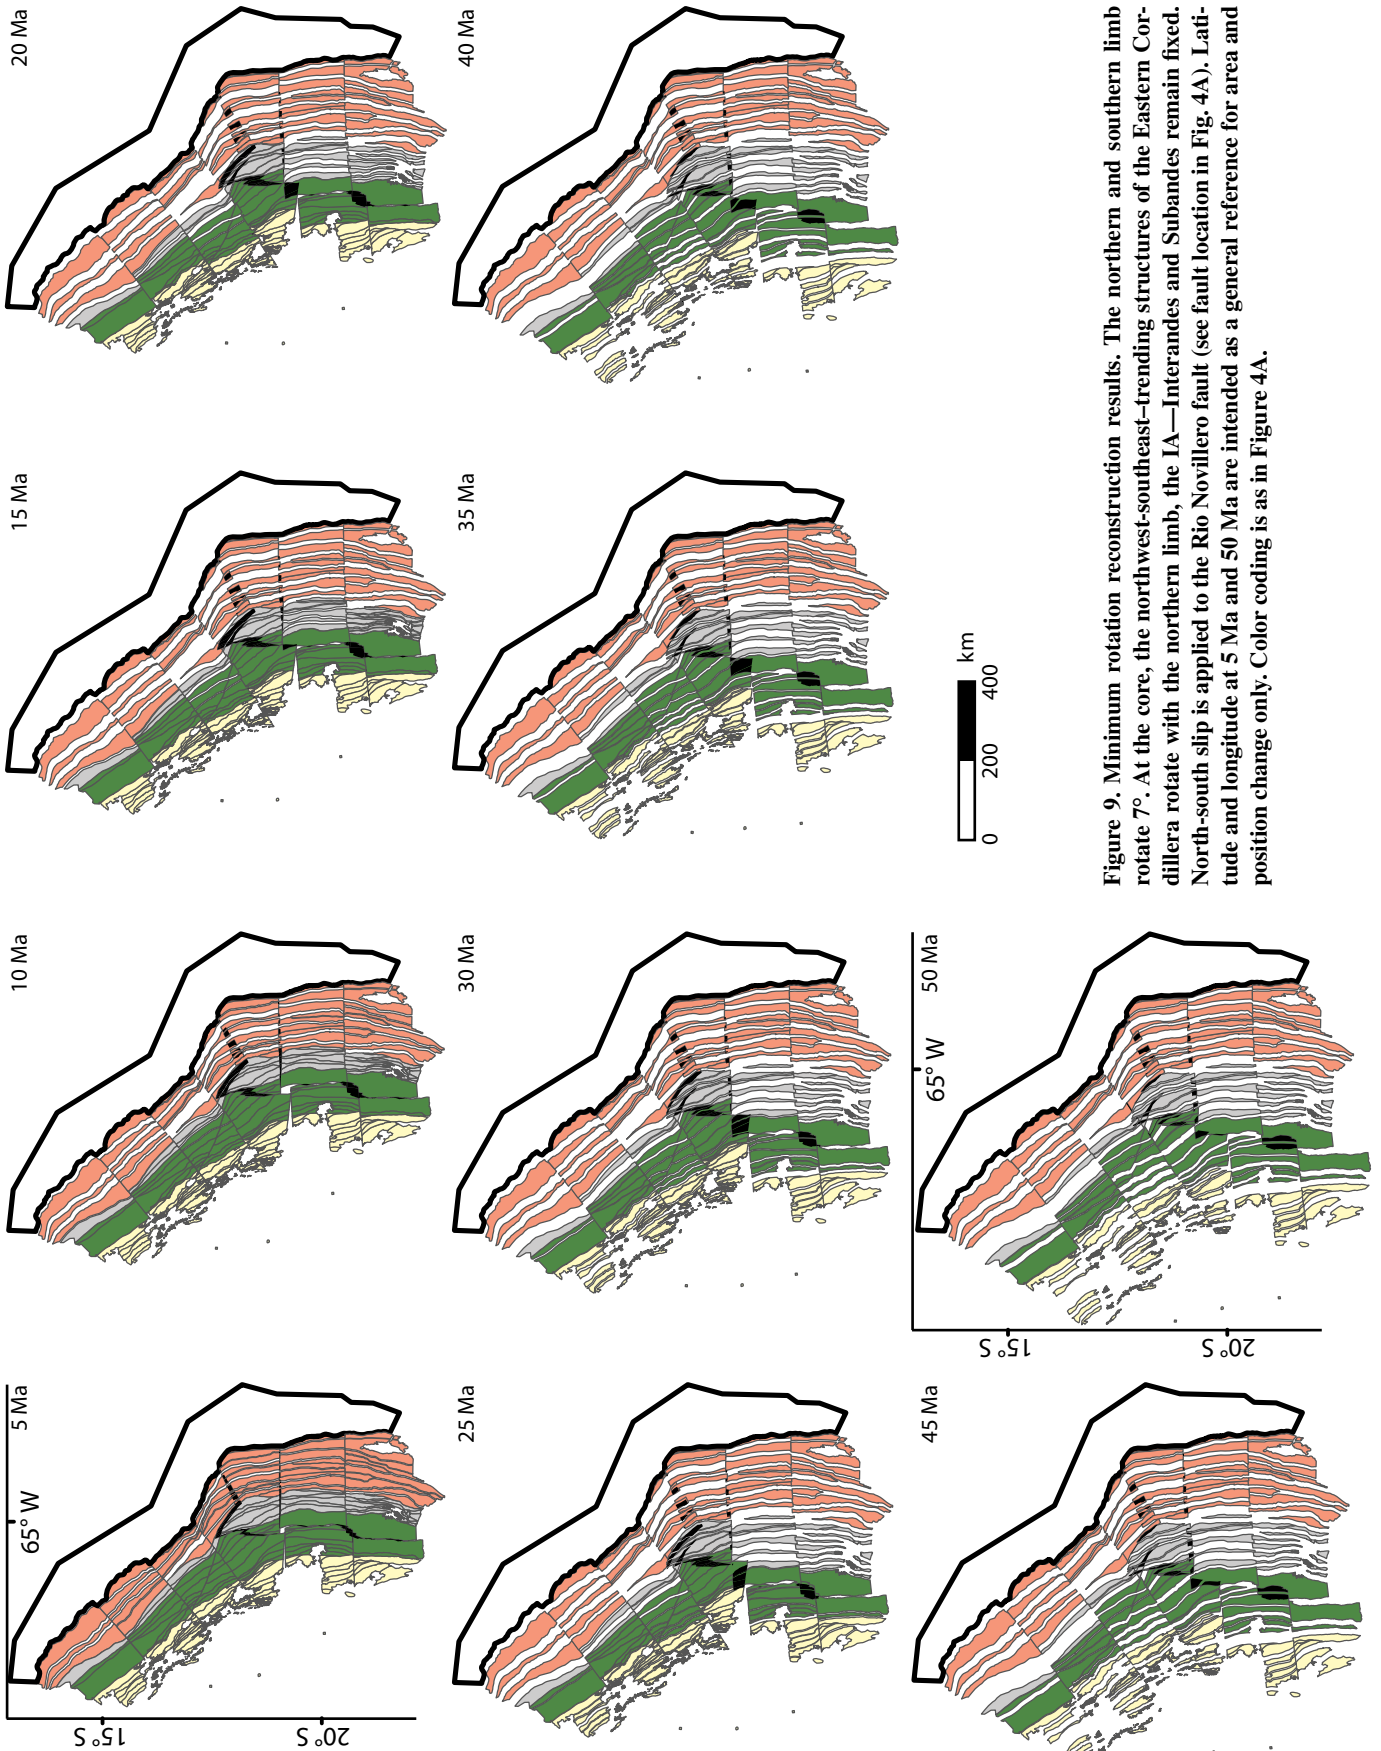 5 Ma
65° W
15° S
20° S
10 Ma
15 Ma
20 Ma
25 Ma
30 Ma
35 Ma
40 Ma
45 Ma
50 Ma
65° W
15° S
20° S
0 200 400 km
Figure 9. Minimum rotation reconstruction results. The northern and southern limb
rotate 7°. At the core, the northwest-southeast–trending structures of the Eastern Cor-
dillera rotate with the northern limb, the IA—Interandes and Subandes remain fixed.
North-south slip is applied to the Rio Novillero fault (see fault location in Fig. 4A). Lati-
tude and longitude at 5 Ma and 50 Ma are intended as a general reference for area and
position change only. Color coding is as in Figure 4A.